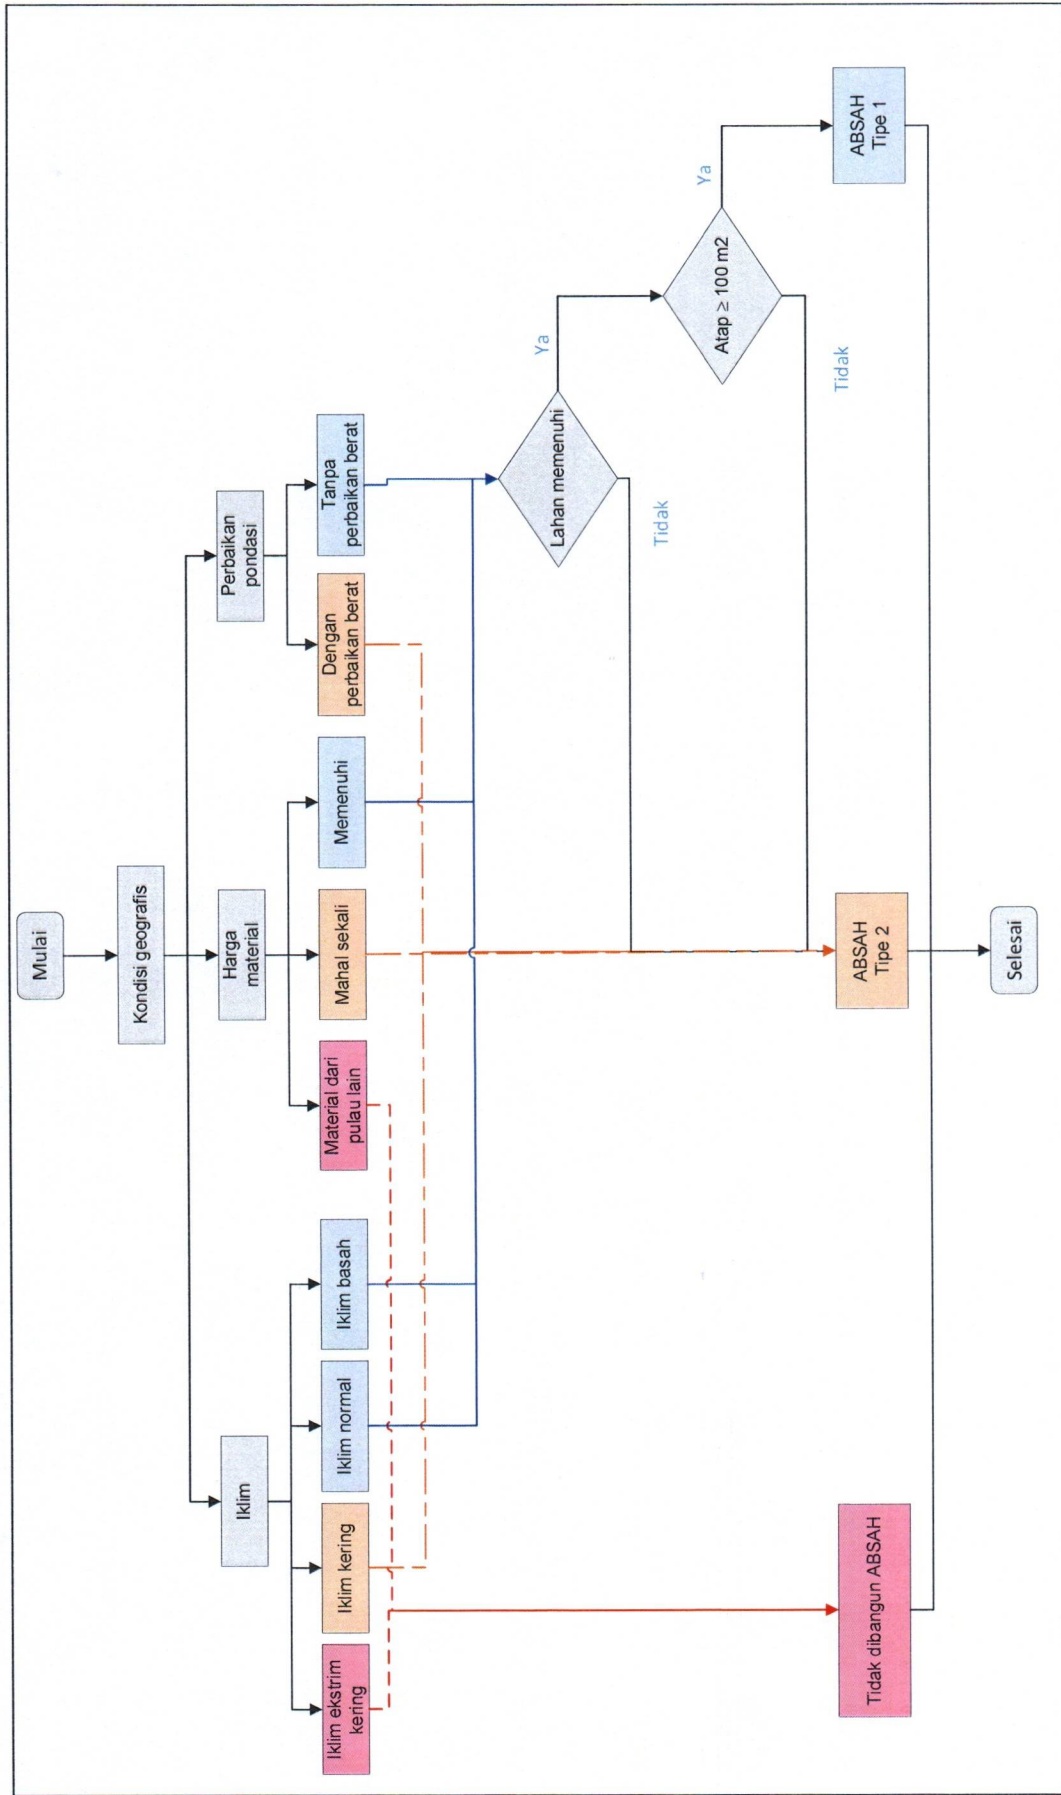 Mulai
Kondisi geografis
Iklim
Harga
material
Perbaikan
pondasi
Iklim ekstrim
kering
Iklim kering
Iklim normal
Iklim basah
Material dari
pulau lain
Mahal sekali
Memenuhi
Dengan
perbaikan berat
Tanpa
perbaikan berat
Lahan memenuhi
Ya
Tidak
Atap ≥ 100 m2
Ya
Tidak
Tidak dibangun ABSAH
ABSAH
Tipe 2
ABSAH
Tipe 1
Selesai